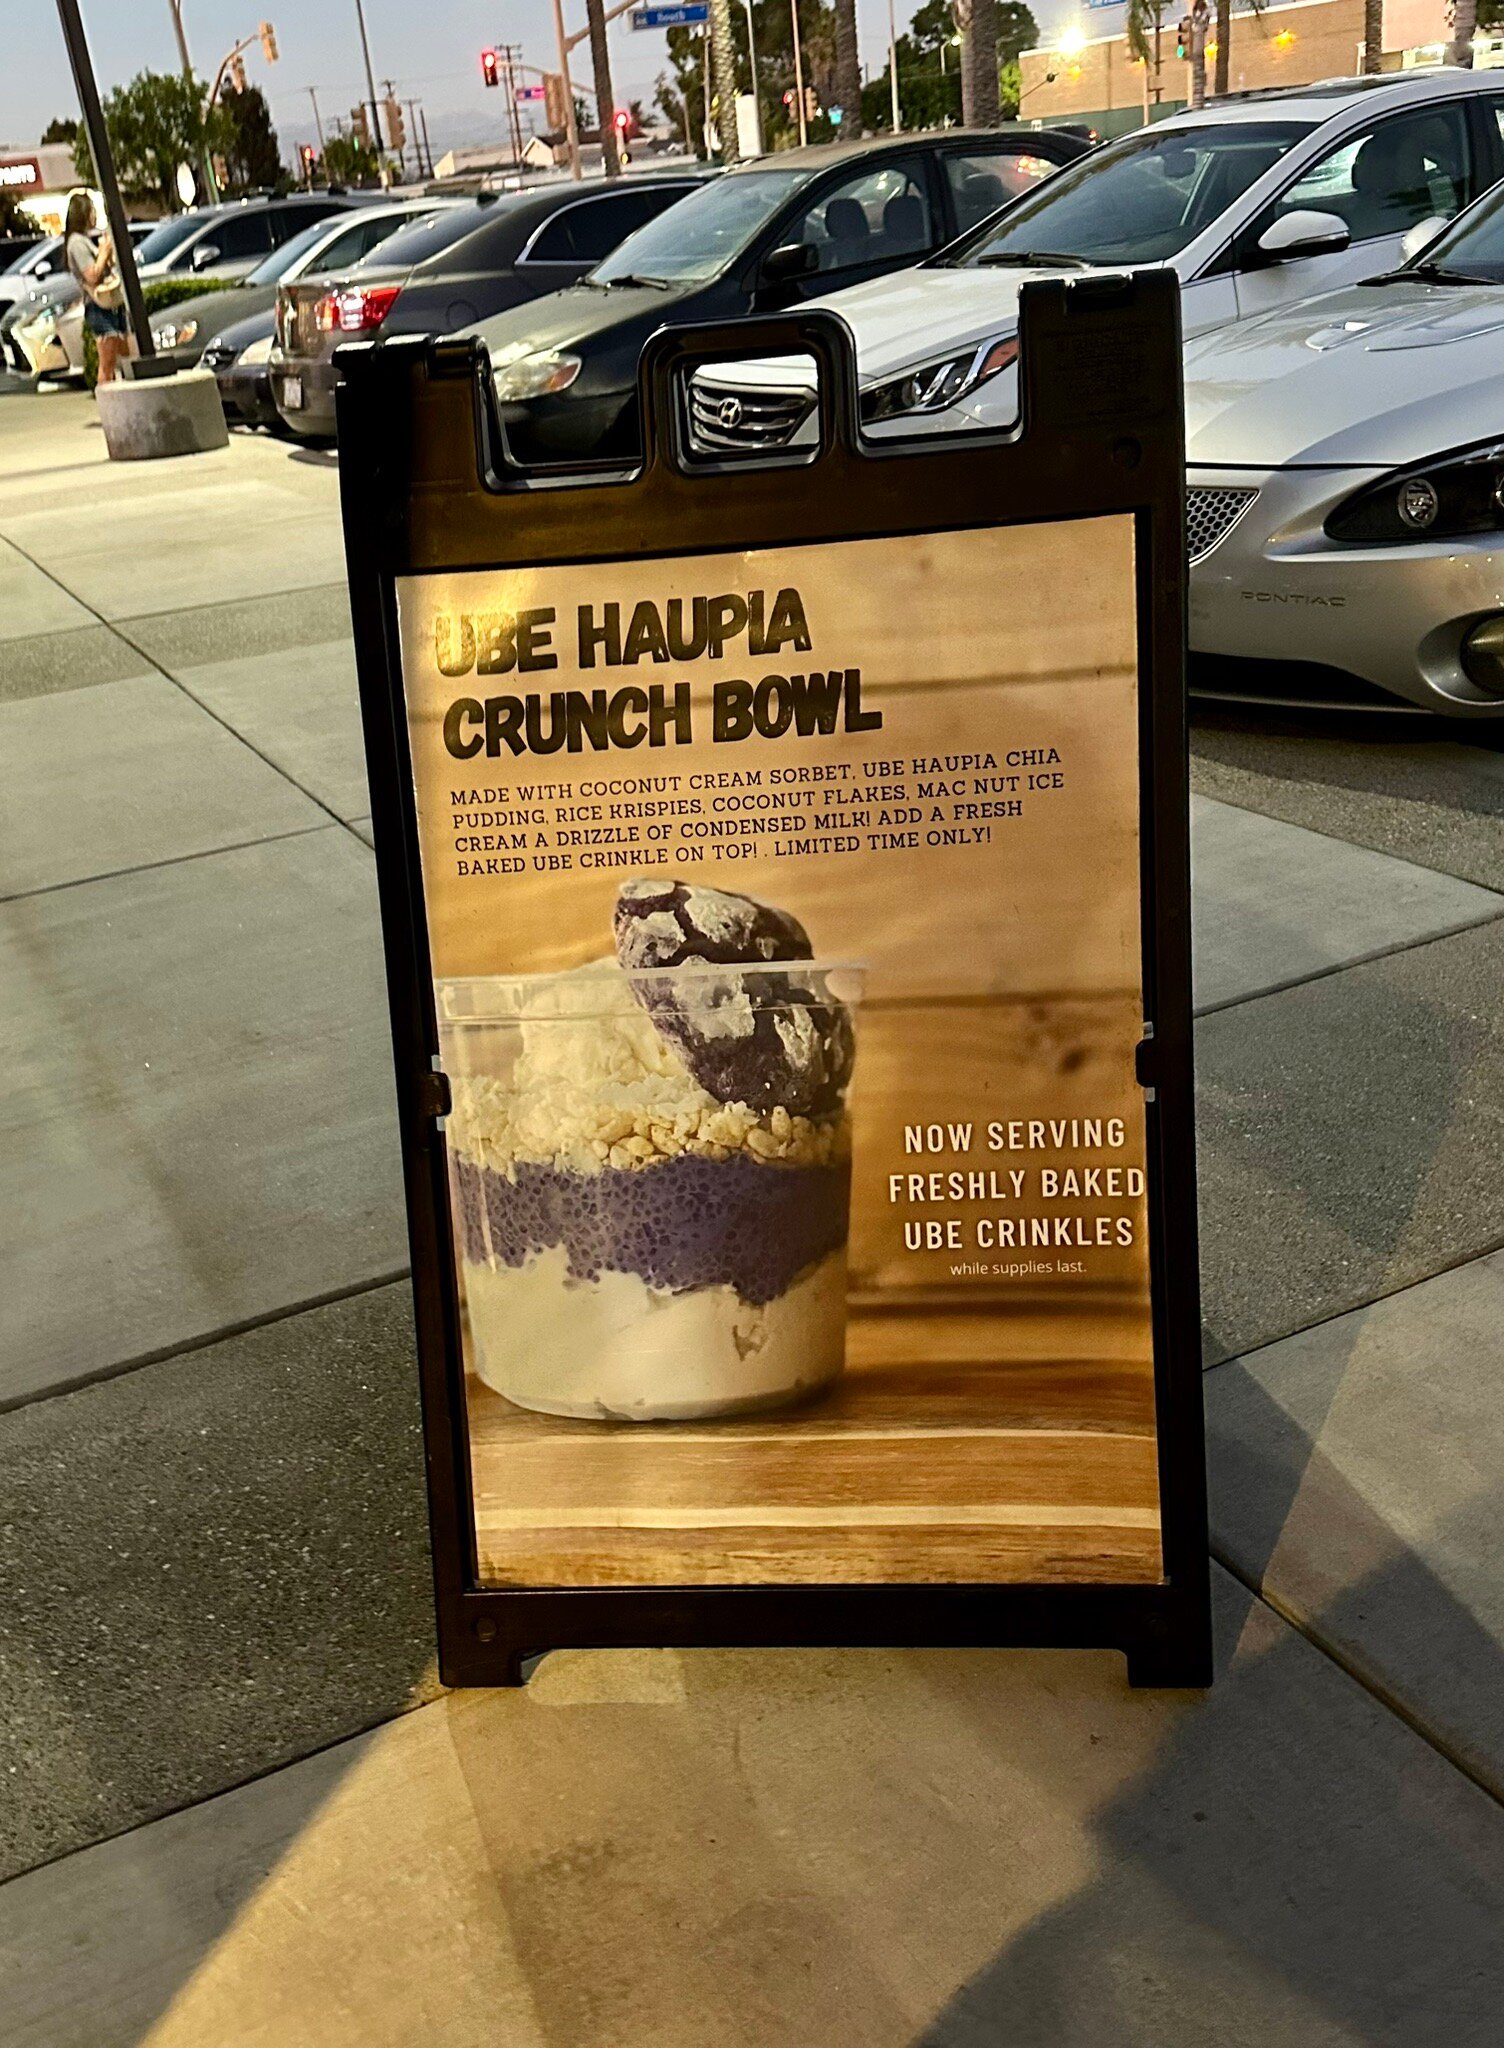 South
UBE HAUPIA
CRUNCH BOWL
MADE WITH COCONUT CREAM SORBET, UBE HAUPIA CHIA
PUDDING, RICE KRISPIES, COCONUT FLAKES, MAC NUT ICE
CREAM A DRIZZLE OF CONDENSED MILK! ADD A FRESH
BAKED UBE CRINKLE ON TOP! . LIMITED TIME ONLY!
NOW SERVING
FRESHLY BAKED
UBE CRINKLES
while supplies last.
PONTIAC